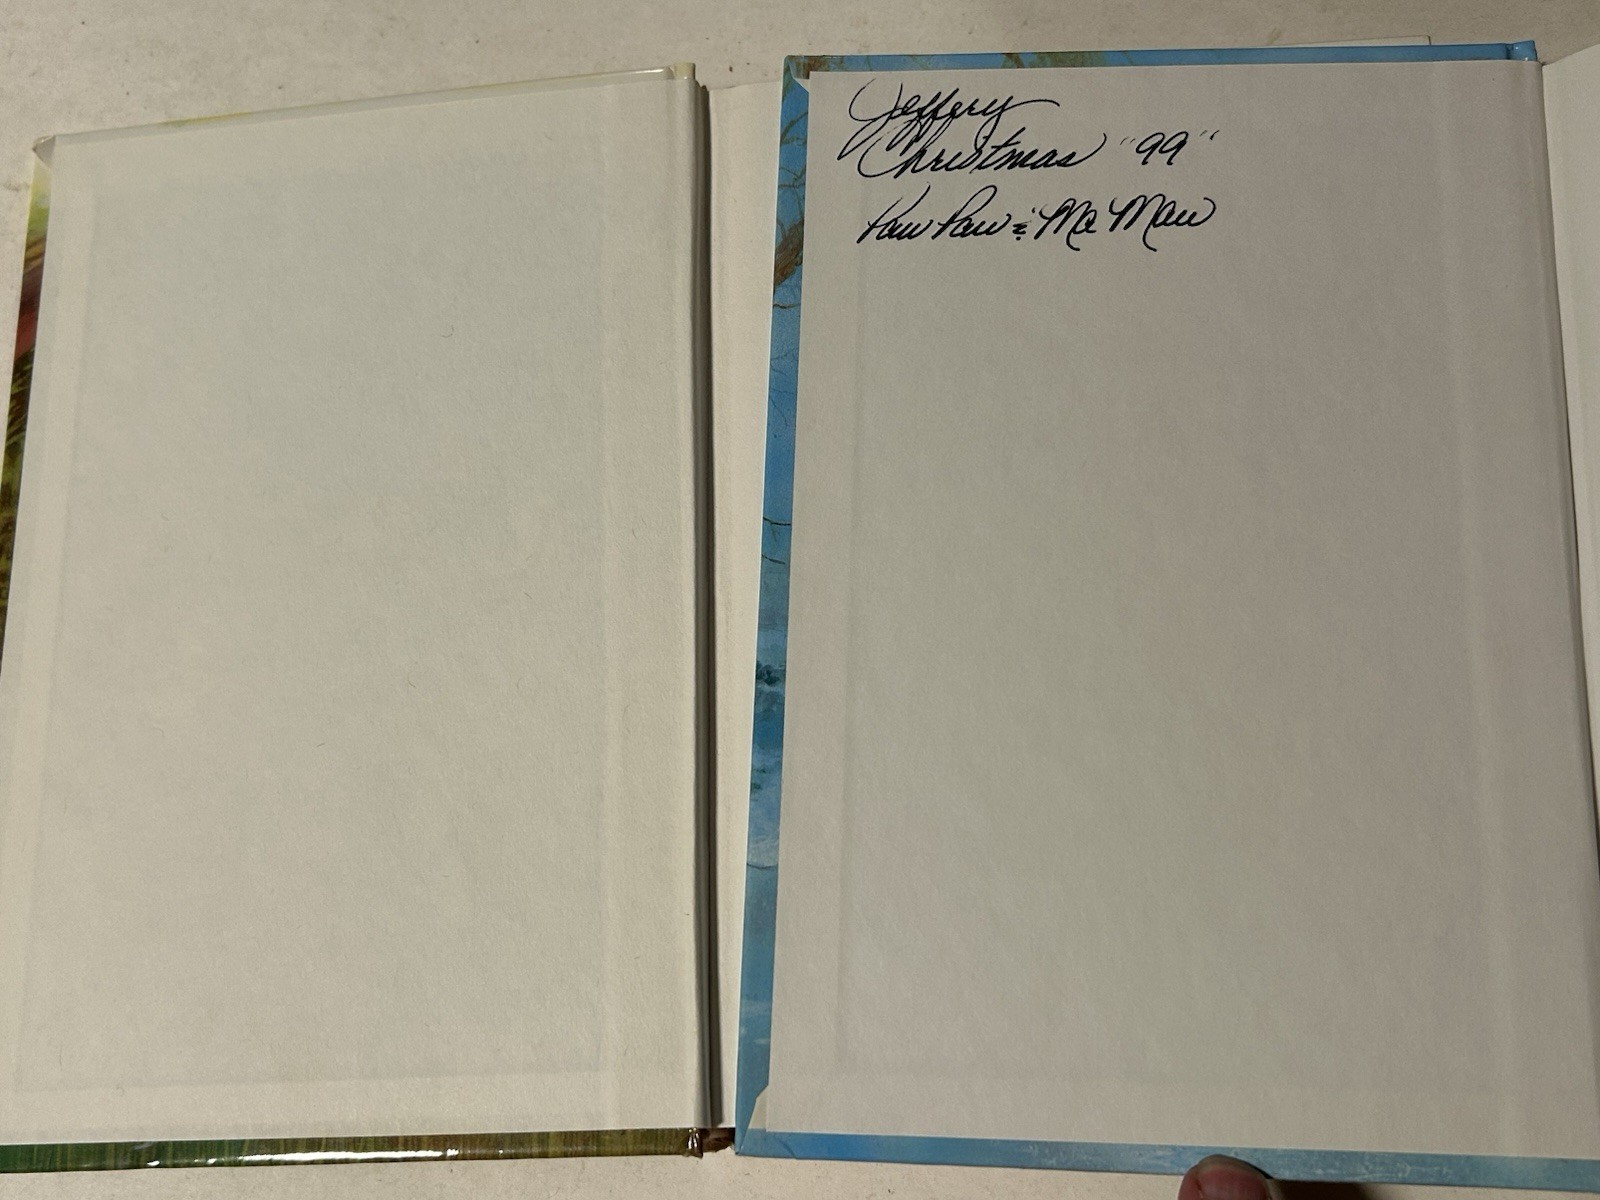 Jeffery
Christmas "99"
Paw Paw & Ma Maw